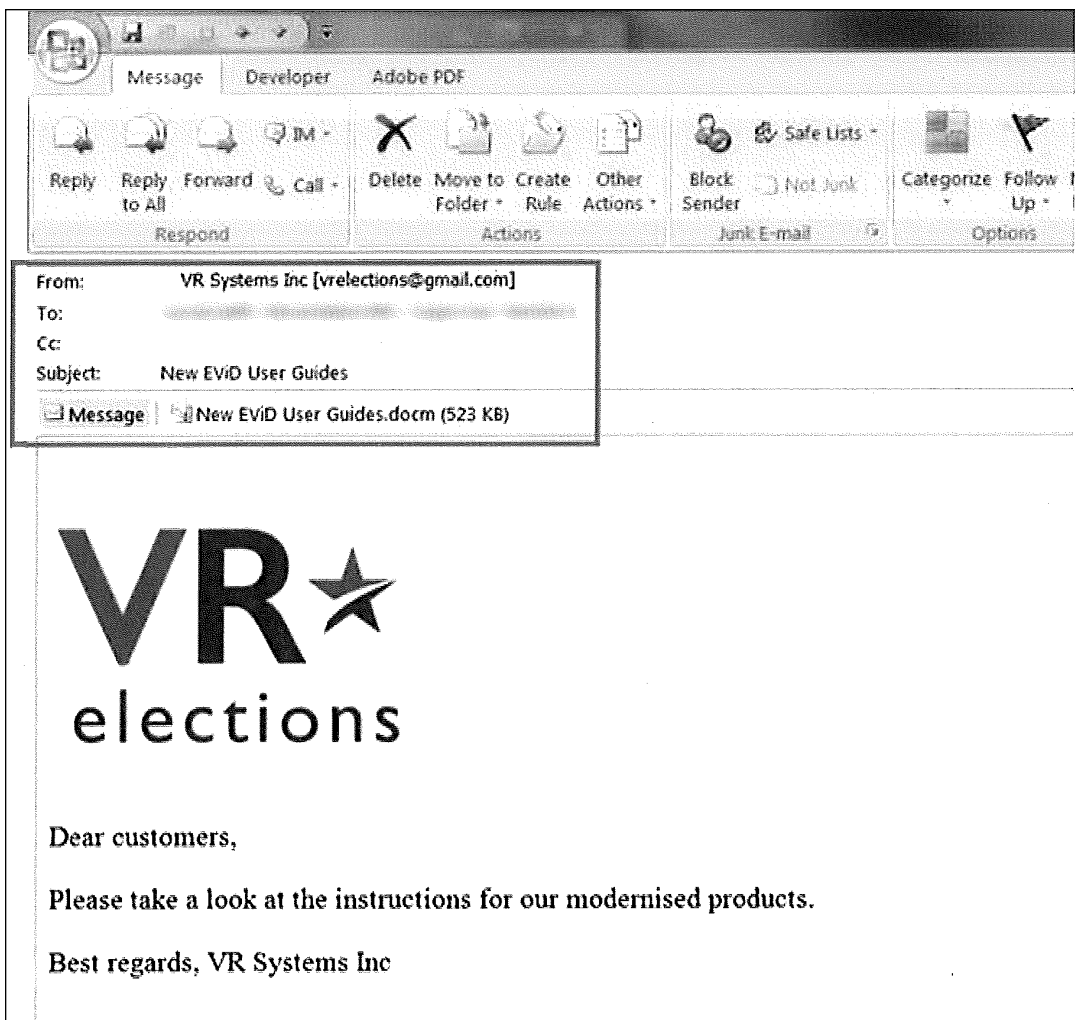 Message Developer Adobe PDF
Reply Reply to All Forward IM Call Delete Move to Folder Create Rule Other Actions Block Sender Safe Lists Not Junk Categorize Follow Up
Respond Actions Junk E-mail Options
From: VR Systems Inc [vrelections@gmail.com]
To:
Cc:
Subject: New EViD User Guides
Message New EViD User Guides.docm (523 KB)
VR
elections
Dear customers,
Please take a look at the instructions for our modernised products.
Best regards, VR Systems Inc